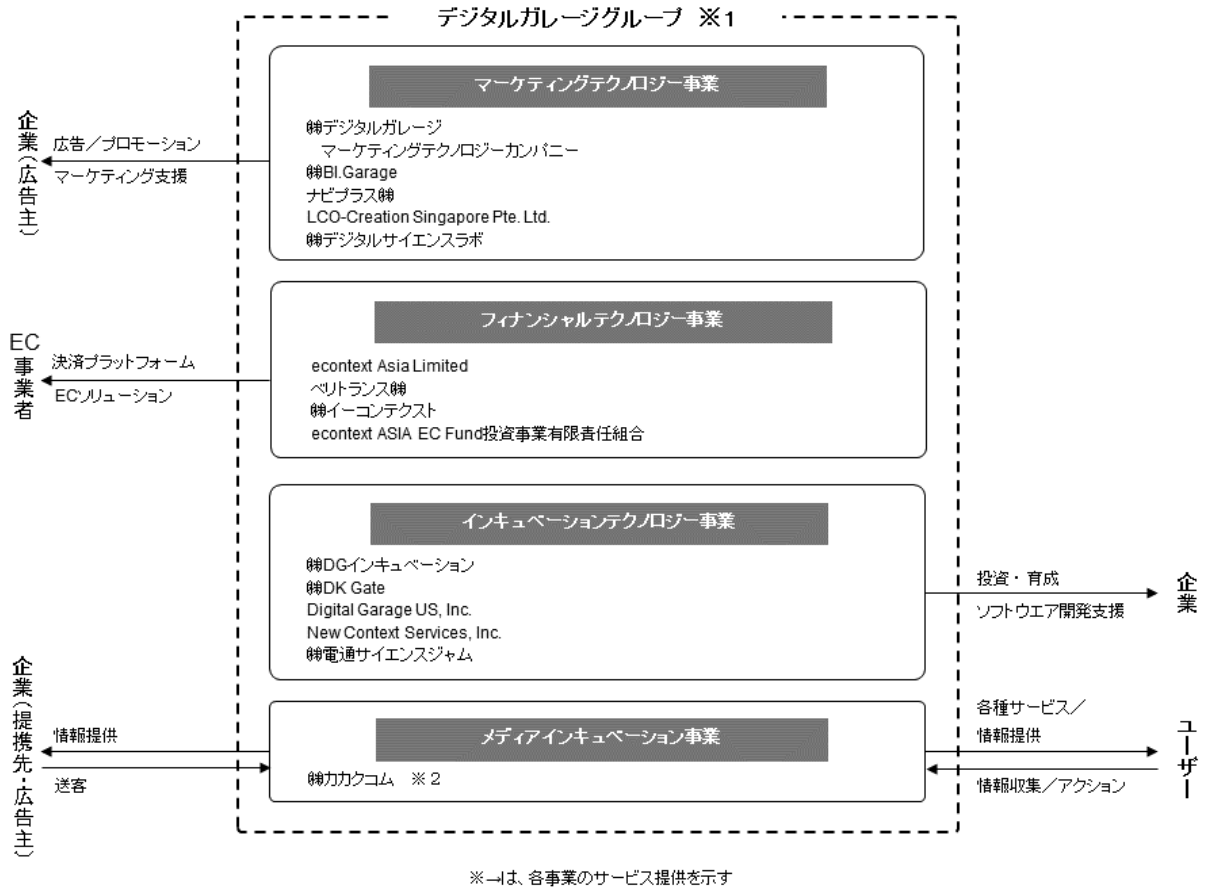 デジタルガレージグループ ※1
マーケティングテクノロジー事業
㈱デジタルガレージ
マーケティングテクノロジーカンパニー
㈱BI.Garage
ナビプラス㈱
LCO-Creation Singapore Pte. Ltd.
㈱デジタルサイエンスラボ
企業(広告主)
広告/プロモーション
マーケティング支援
フィナンシャルテクノロジー事業
econtext Asia Limited
ベリトランス㈱
㈱イーコンテクスト
econtext ASIA EC Fund投資事業有限責任組合
EC事業者
決済プラットフォーム
ECソリューション
インキュベーションテクノロジー事業
㈱DGインキュベーション
㈱DK Gate
Digital Garage US, Inc.
New Context Services, Inc.
㈱電通サイエンスジャム
投資・育成
ソフトウエア開発支援
企業
メディアインキュベーション事業
㈱カカクコム ※2
企業(提携先・広告主)
情報提供
送客
各種サービス/
情報提供
情報収集/アクション
ユーザー
※→は、各事業のサービス提供を示す